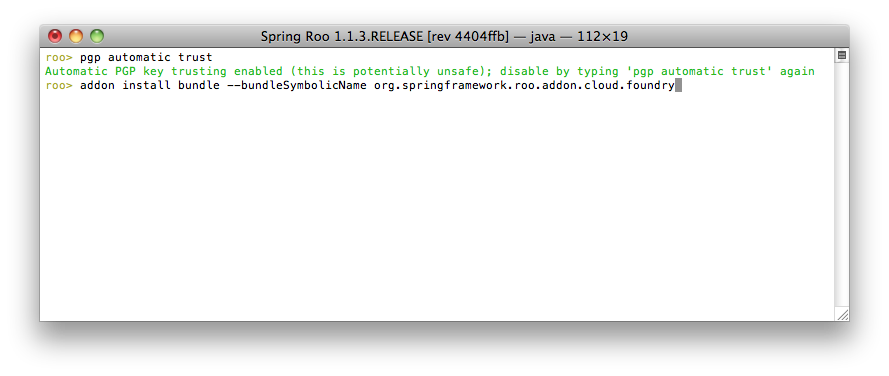 Spring Roo 1.1.3.RELEASE [rev 4404ffb] — java — 112×19
roo> pgp automatic trust
Automatic PGP key trusting enabled (this is potentially unsafe); disable by typing 'pgp automatic trust' again
roo> addon install bundle --bundleSymbolicName org.springframework.roo.addon.cloud.foundry